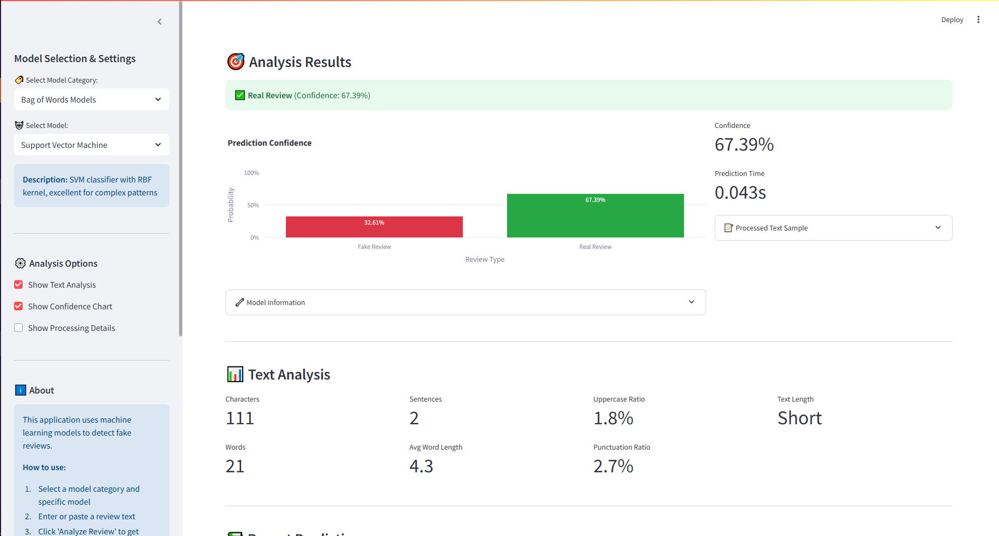 Deploy
Model Selection & Settings
Select Model Category:
Bag of Words Models
Select Model:
Support Vector Machine
Description: SVM classifier with RBF
kernel, excellent for complex patterns
Analysis Options
Show Text Analysis
Show Confidence Chart
Show Processing Details
About
This application uses machine
learning models to detect fake
reviews.
How to use:
1. Select a model category and
specific model
2. Enter or paste a review text
3. Click 'Analyze Review' to get
Analysis Results
Real Review (Confidence: 67.39%)
Prediction Confidence
100%
50%
0%
Probability
32.61%
67.39%
Fake Review
Real Review
Review Type
Confidence
67.39%
Prediction Time
0.043s
Processed Text Sample
Model Information
Text Analysis
Characters
111
Sentences
2
Uppercase Ratio
1.8%
Text Length
Short
Words
21
Avg Word Length
4.3
Punctuation Ratio
2.7%